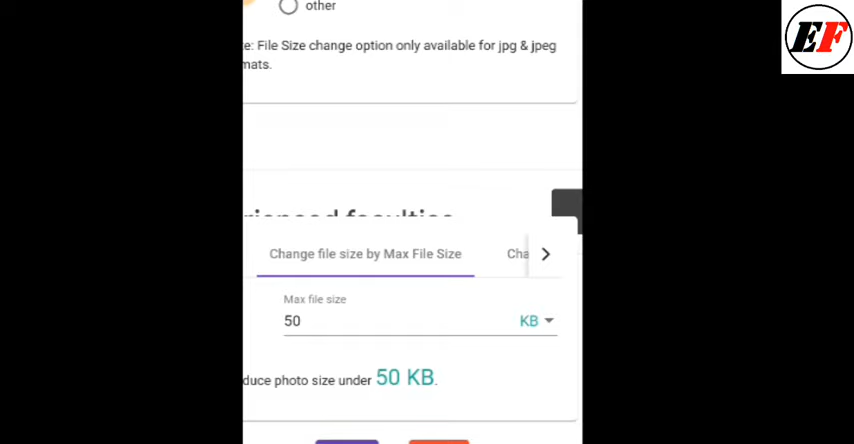 other
EF
e: File Size change option only available for jpg & jpeg
mats.
faculties
Change file size by Max File Size
Cha
Max file size
50
KB
duce photo size under 50 KB.